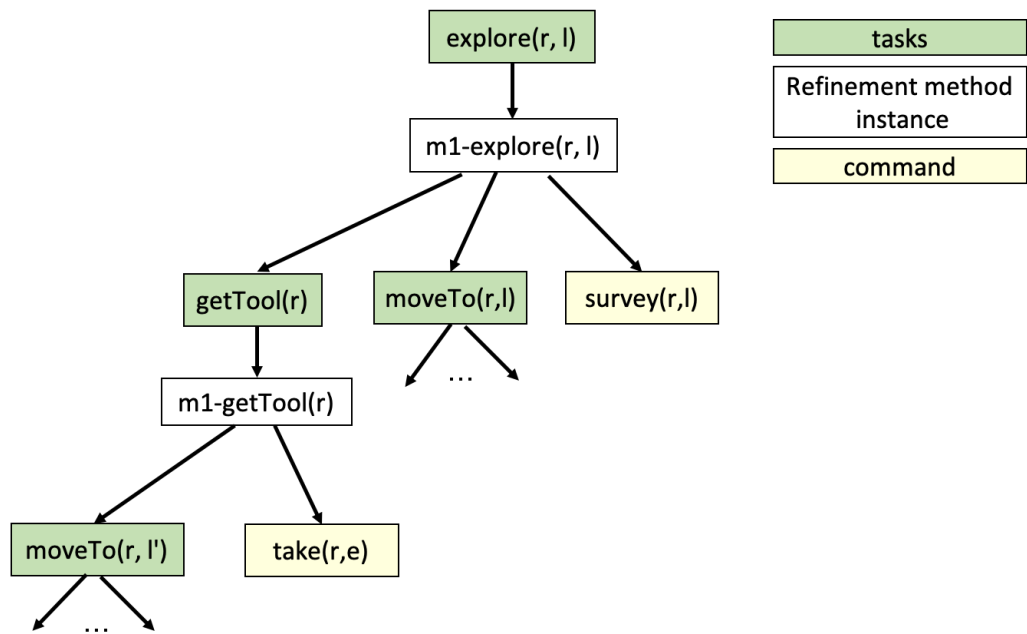 explore(r, l)
tasks
Refinement method
instance
command
m1-explore(r, l)
getTool(r)
moveTo(r,l)
survey(r,l)
...
m1-getTool(r)
moveTo(r, l')
take(r,e)
...